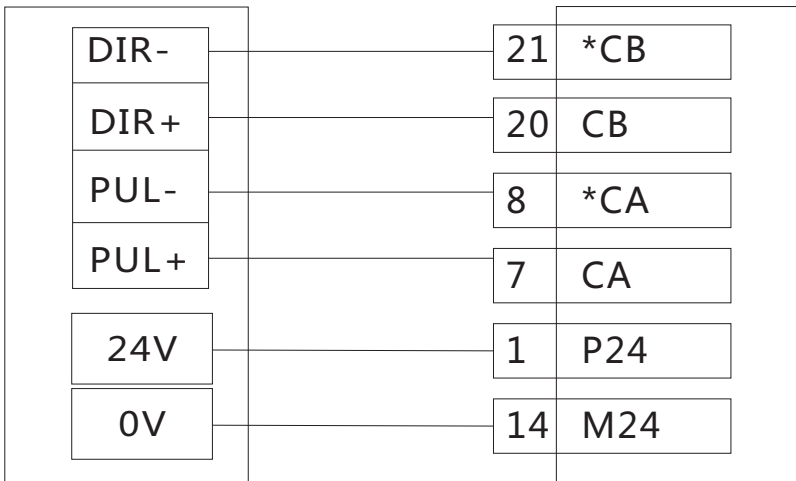 DIR- 21 *CB
DIR+ 20 CB
PUL- 8 *CA
PUL+ 7 CA
24V 1 P24
0V 14 M24